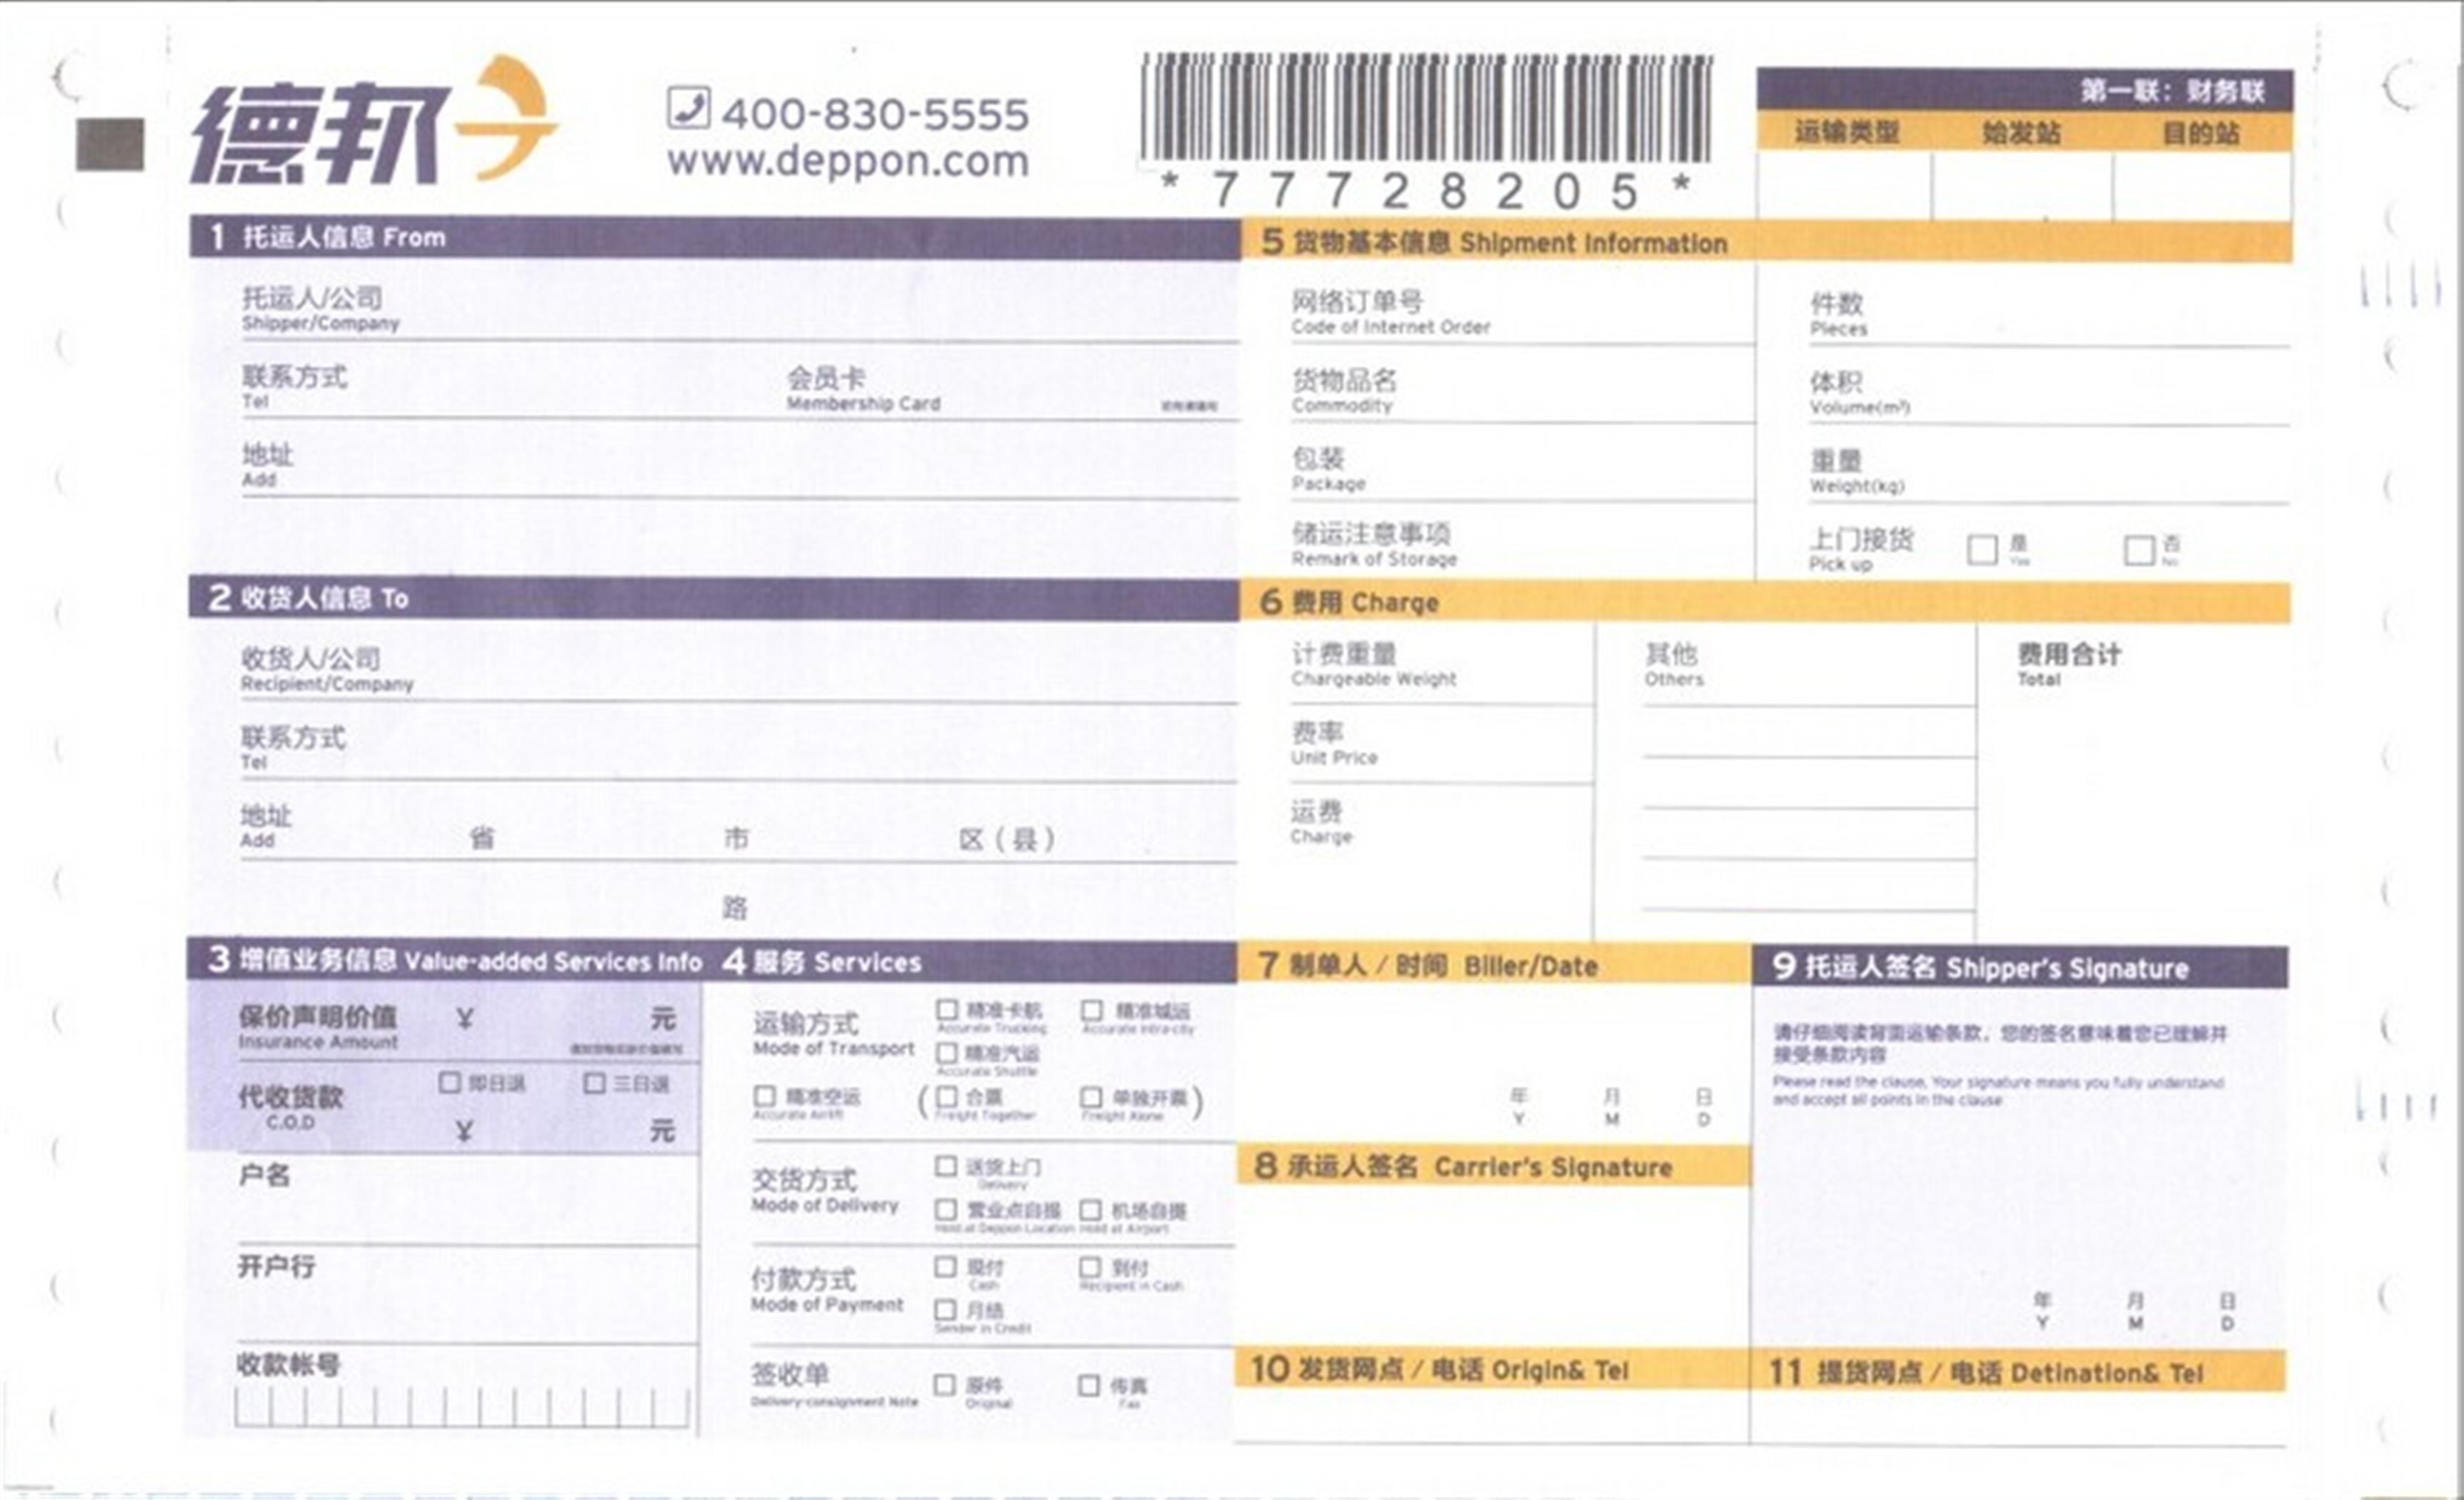 德邦
400-830-5555
www.deppon.com
*77728205*
第一联：财务联
运输类型 始发站 目的站
1 托运人信息 From
托运人/公司
Shipper/Company
联系方式 会员卡
Tel Membership Card
地址
Add
2 收货人信息 To
收货人/公司
Recipient/Company
联系方式
Tel
地址
Add 省 市 区（县）
路
3 增值业务信息 Value-added Services Info
保价声明价值 ¥ 元
Insurance Amount
代收货款 即日退 三日退
C.O.D ¥ 元
户名
开户行
收款帐号
4 服务 Services
运输方式 精准卡航 精准城运
Mode of Transport Accurate Trucking Accurate Intra-city
精准汽运
Accurate Shuttle
精准空运 (合票 单独开票)
Accurate Airlift Freight Together Freight Alone
交货方式 送货上门
Mode of Delivery Delivery
营业点自提 机场自提
Hold at Deppon Location Hold at Airport
付款方式 现付 到付
Mode of Payment Cash Recipient in Cash
月结
Sender in Credit
签收单 原件 传真
Delivery-consignment Note Original Fax
5 货物基本信息 Shipment Information
网络订单号 件数
Code of Internet Order Pieces
货物品名 体积
Commodity Volume(m³)
包装 重量
Package Weight(kg)
储运注意事项 上门接货 是 否
Remark of Storage Pick up Yes No
6 费用 Charge
计费重量 其他 费用合计
Chargeable Weight Others Total
费率
Unit Price
运费
Charge
7 制单人 / 时间 Biller/Date
年 月 日
Y M D
8 承运人签名 Carrier's Signature
9 托运人签名 Shipper's Signature
请仔细阅读背面运输条款，您的签名意味着您已理解并
接受条款内容
Please read the clause, Your signature means you fully understand
and accept all points in the clause
年 月 日
Y M D
10 发货网点 / 电话 Origin& Tel
11 提货网点 / 电话 Detination& Tel